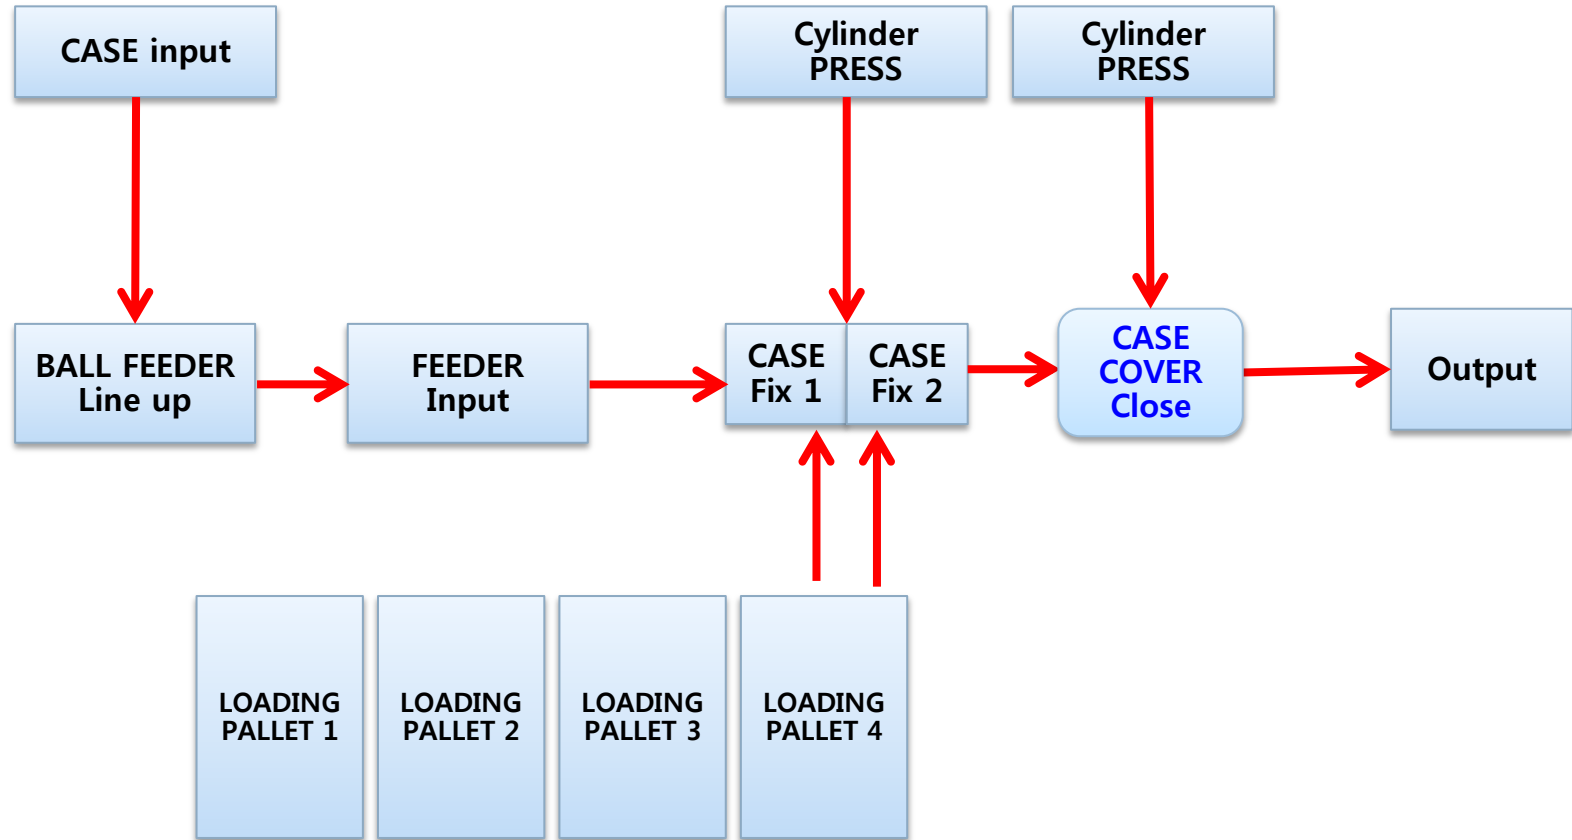 CASE input
Cylinder
PRESS
Cylinder
PRESS
BALL FEEDER
Line up
FEEDER
Input
CASE
Fix 1
CASE
Fix 2
CASE
COVER
Close
Output
LOADING
PALLET 1
LOADING
PALLET 2
LOADING
PALLET 3
LOADING
PALLET 4